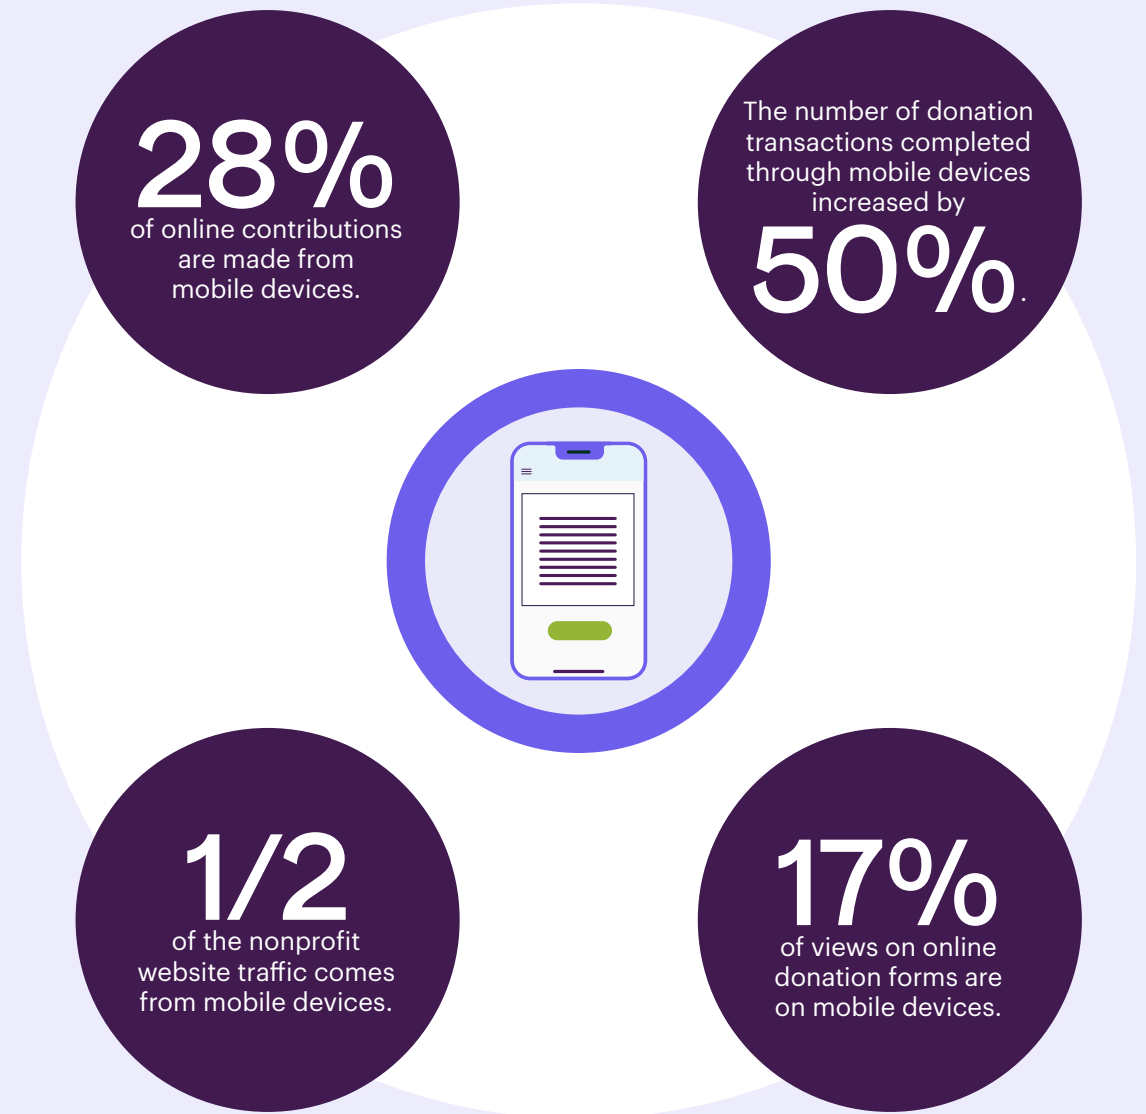 28%
of online contributions
are made from
mobile devices.
The number of donation
transactions completed
through mobile devices
increased by
50%.
1/2
of the nonprofit
website traffic comes
from mobile devices.
17%
of views on online
donation forms are
on mobile devices.